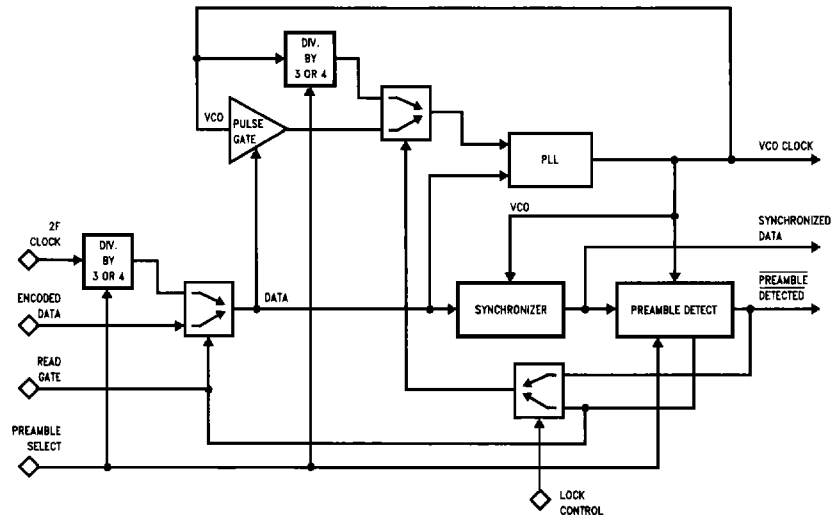 DIV.
BY
3 OR 4
VCO
PULSE
GATE
PLL
VCO CLOCK
VCO
SYNCHRONIZED
DATA
2F
CLOCK
DIV.
BY
3 OR 4
ENCODED
DATA
DATA
SYNCHRONIZER
PREAMBLE DETECT
PREAMBLE
DETECTED
READ
GATE
PREAMBLE
SELECT
LOCK
CONTROL